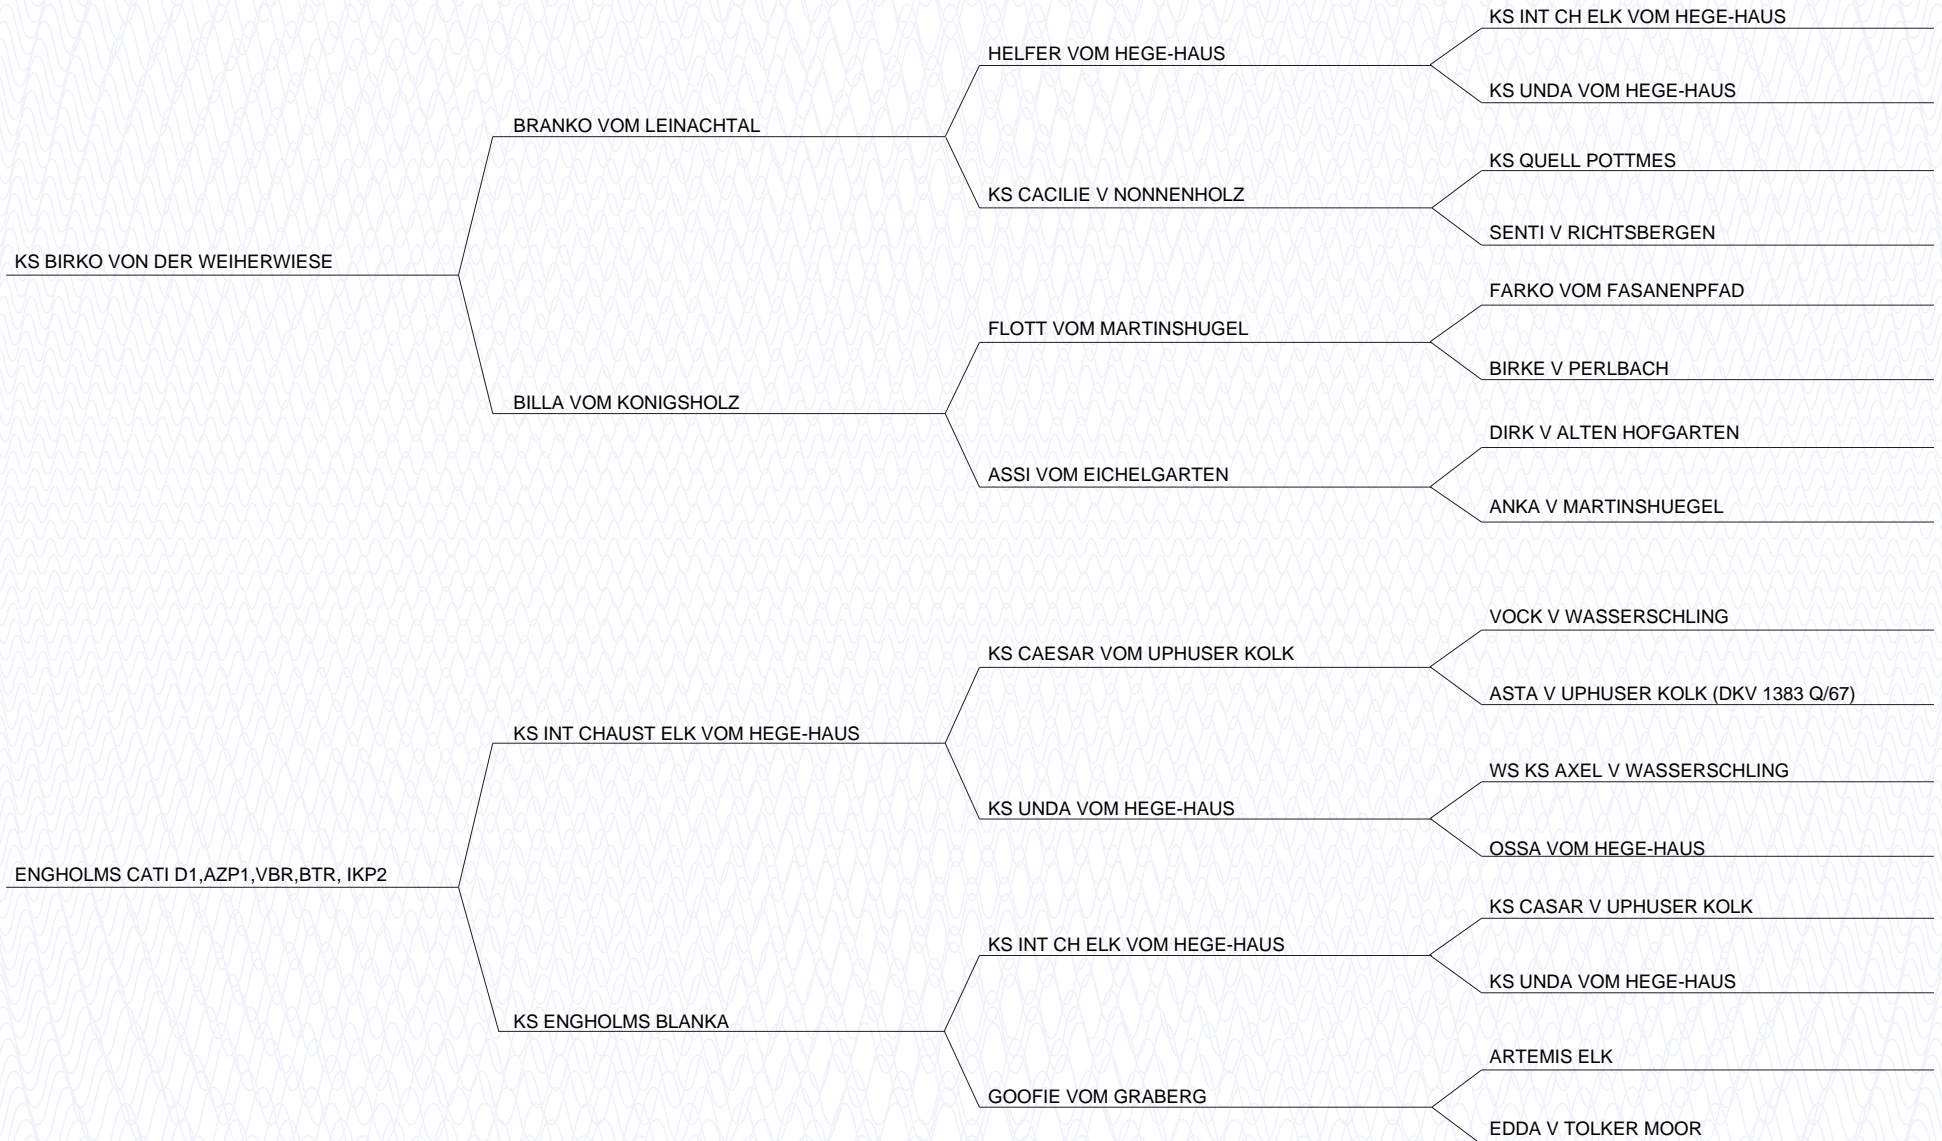 KS BIRKO VON DER WEIHERWIESE
BRANKO VOM LEINACHTAL
HELFER VOM HEGE-HAUS
KS INT CH ELK VOM HEGE-HAUS
KS UNDA VOM HEGE-HAUS
KS CACILIE V NONNENHOLZ
KS QUELL POTTMES
SENTI V RICHTSBERGEN
BILLA VOM KONIGSHOLZ
FLOTT VOM MARTINSHUGEL
FARKO VOM FASANENPFAD
BIRKE V PERLBACH
ASSI VOM EICHELGARTEN
DIRK V ALTEN HOFGARTEN
ANKA V MARTINSHUEGEL
ENGHOLMS CATI D1,AZP1,VBR,BTR, IKP2
KS INT CHAUST ELK VOM HEGE-HAUS
KS CAESAR VOM UPHUSER KOLK
VOCK V WASSERSCHLING
ASTA V UPHUSER KOLK (DKV 1383 Q/67)
KS UNDA VOM HEGE-HAUS
WS KS AXEL V WASSERSCHLING
OSSA VOM HEGE-HAUS
KS ENGHOLMS BLANKA
KS INT CH ELK VOM HEGE-HAUS
KS CASAR V UPHUSER KOLK
KS UNDA VOM HEGE-HAUS
GOOFIE VOM GRABERG
ARTEMIS ELK
EDDA V TOLKER MOOR